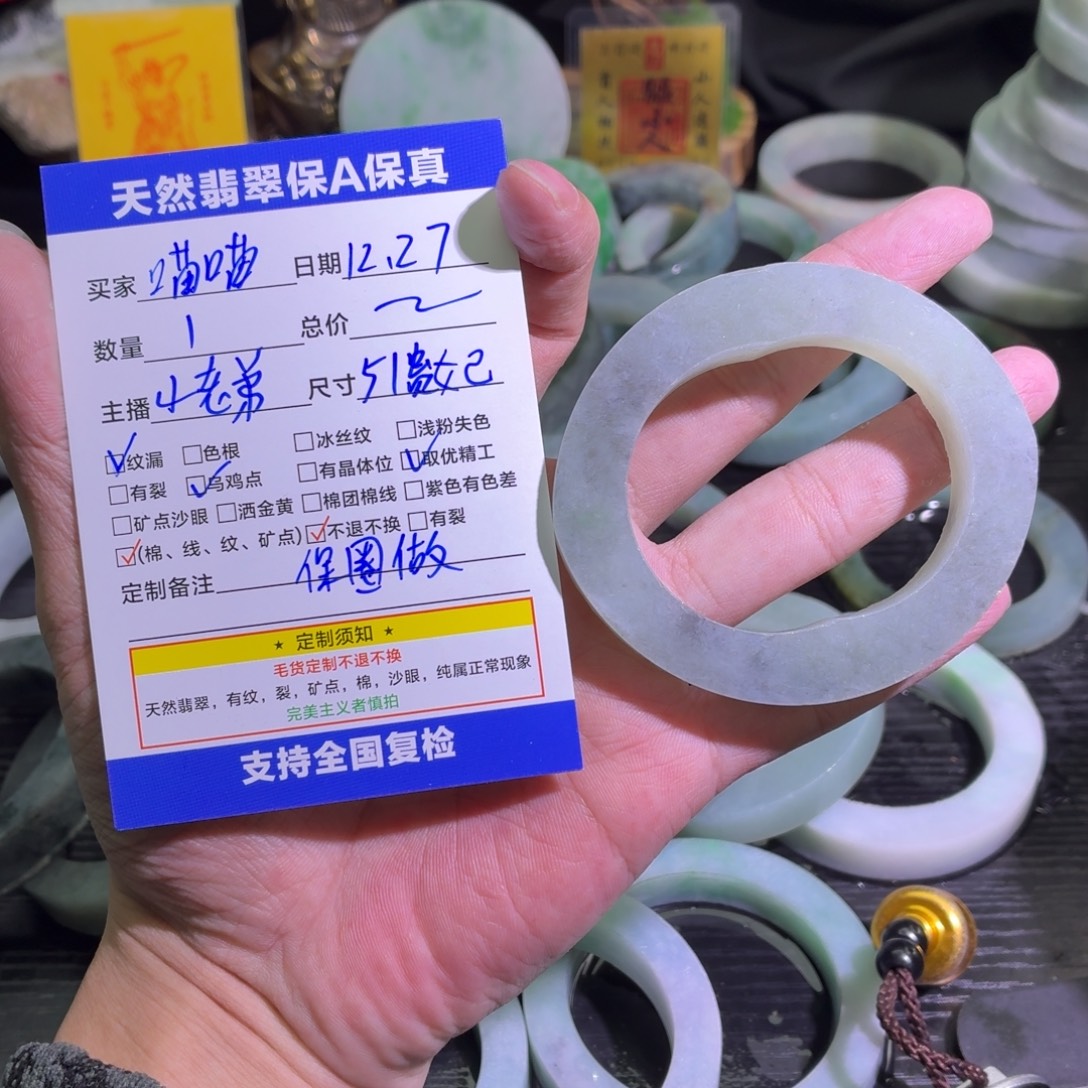 天然翡翠保A保真
买家 喵喵 日期 12.27
数量 1 总价 ~
主播 小老弟 尺寸 51贵妃
☑纹漏 □色根 □冰丝纹 □浅粉失色
□有裂 ☑乌鸡点 □有晶体位 ☑取优精工
□矿点沙眼 □洒金黄 □棉团棉线 □紫色有色差
☑(棉、线、纹、矿点) ☑不退不换 □有裂
定制备注 保圈做
★ 定制须知 ★
毛货定制不退不换
天然翡翠，有纹，裂，矿点，棉，沙眼，纯属正常现象
完美主义者慎拍
支持全国复检
小人